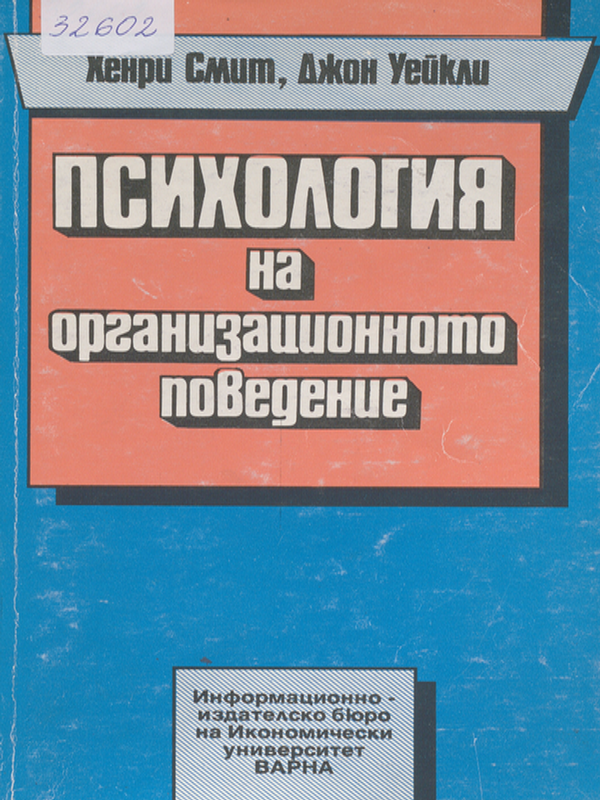 32602
Хенри Смит, Джон Уейкли
ПСИХОЛОГИЯ
на
организационното
поведение
Информационно -
издателско бюро
на Икономически
университет
ВАРНА